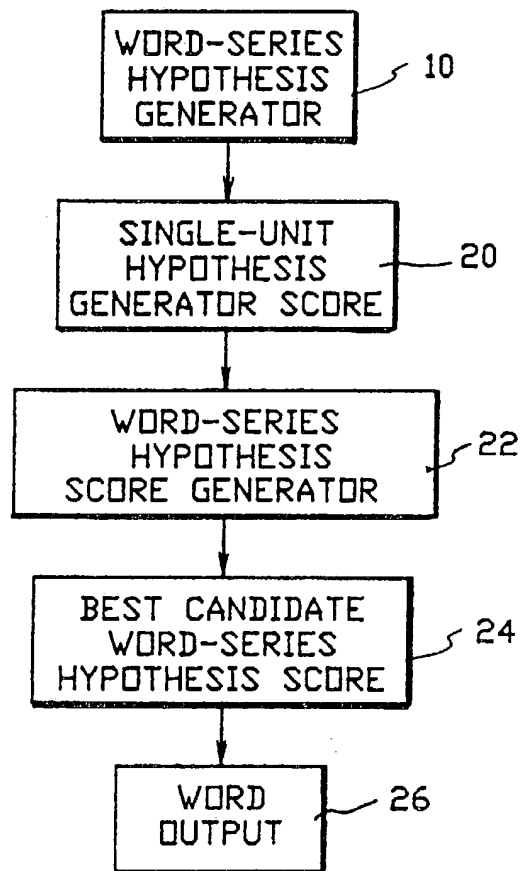 WORD-SERIES
HYPOTHESIS
GENERATOR
10
SINGLE-UNIT
HYPOTHESIS
GENERATOR SCORE
20
WORD-SERIES
HYPOTHESIS
SCORE GENERATOR
22
BEST CANDIDATE
WORD-SERIES
HYPOTHESIS SCORE
24
WORD
OUTPUT
26